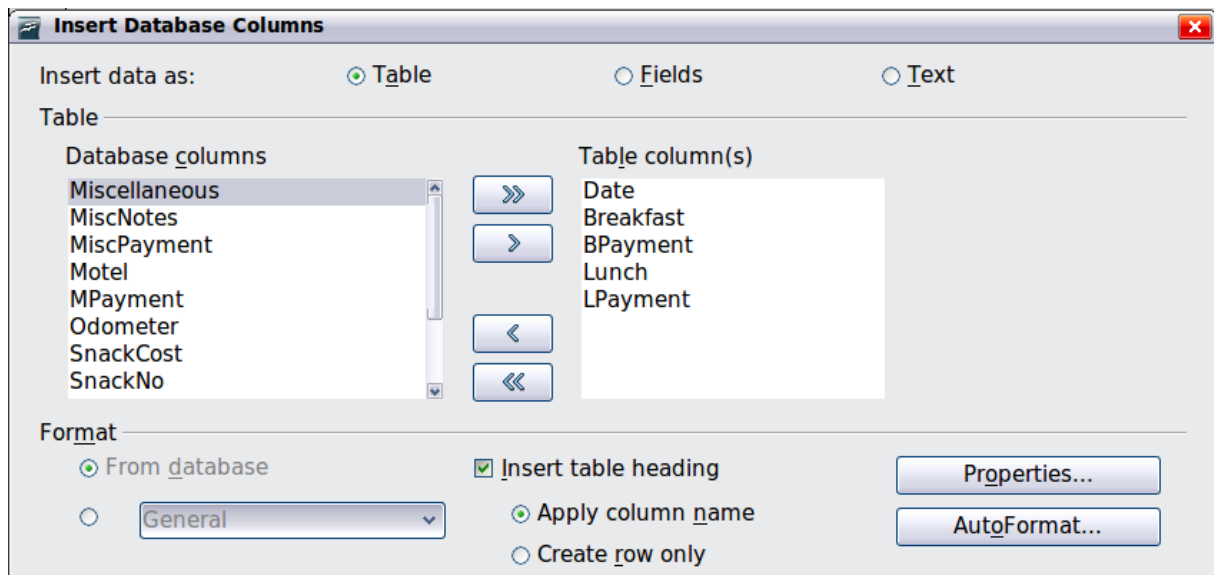 Insert Database Columns
Insert data as: Table Fields Text
Table
Database columns Table column(s)
Miscellaneous Date
MiscNotes Breakfast
MiscPayment BPayment
Motel Lunch
MPayment LPayment
Odometer
SnackCost
SnackNo
Format
From database Insert table heading Properties...
General Apply column name AutoFormat...
Create row only